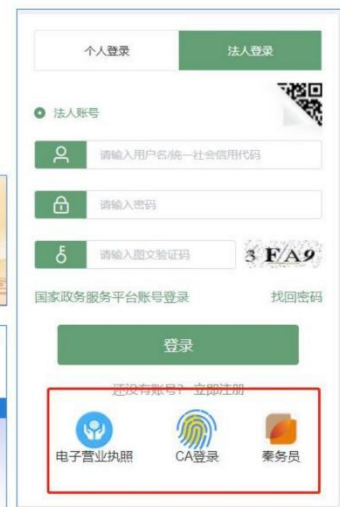 个人登录
法人登录
法人账号
请输入用户名/统一社会信用代码
请输入密码
请输入图文验证码
3 F/A9
国家政务服务平台账号登录
找回密码
登录
还没有账号? 立即注册
电子营业执照
CA登录
秦务员